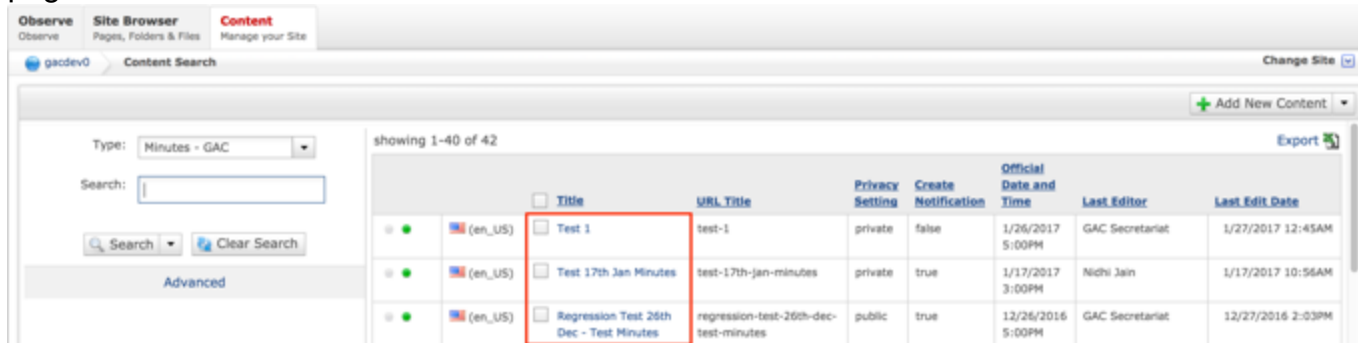 Observe Site Browser Content
Observe Pages, Folders & Files Manage your Site
gacdev0 Content Search Change Site
Add New Content
Type: Minutes - GAC
Search:
Search Clear Search
Advanced
showing 1-40 of 42 Export
Title URL Title Privacy Setting Create Notification Official Date and Time Last Editor Last Edit Date
(en_US) Test 1 test-1 private false 1/26/2017 5:00PM GAC Secretariat 1/27/2017 12:45AM
(en_US) Test 17th Jan Minutes test-17th-jan-minutes private true 1/17/2017 3:00PM Nidhi Jain 1/17/2017 10:56AM
(en_US) Regression Test 26th Dec - Test Minutes regression-test-26th-dec-test-minutes public true 12/26/2016 5:00PM GAC Secretariat 12/27/2016 2:03PM